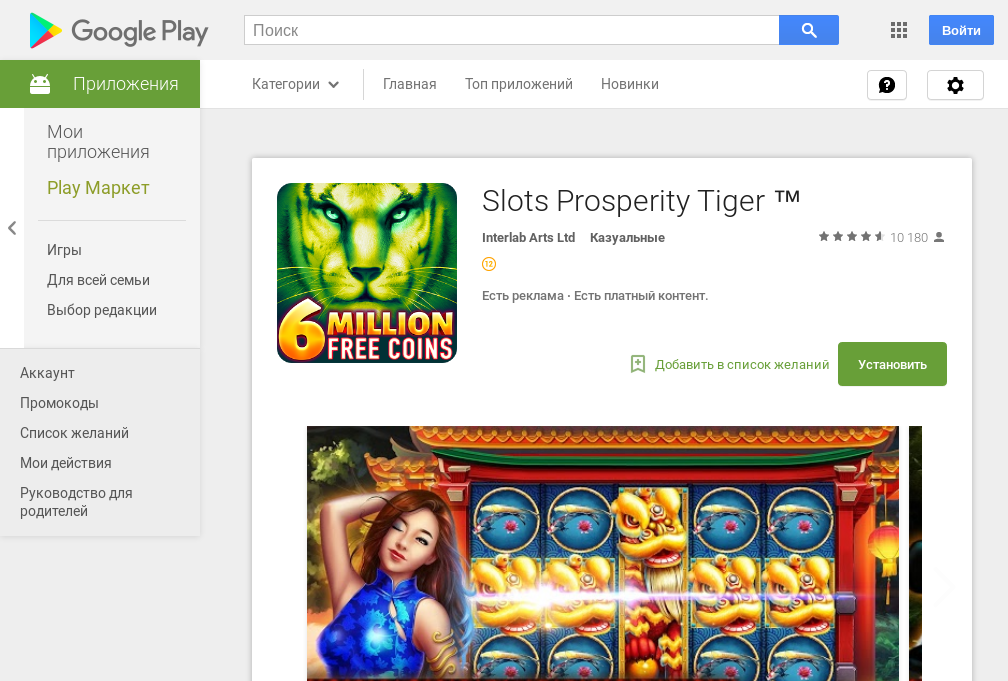 Google Play
Поиск
Войти
Приложения
Категории
Главная
Топ приложений
Новинки
Мои
приложения
Play Маркет
Игры
Для всей семьи
Выбор редакции
Аккаунт
Промокоды
Список желаний
Мои действия
Руководство для
родителей
Slots Prosperity Tiger ™
Interlab Arts Ltd Казуальные
10 180
12
Есть реклама · Есть платный контент.
6 MILLION
FREE COINS
Добавить в список желаний
Установить